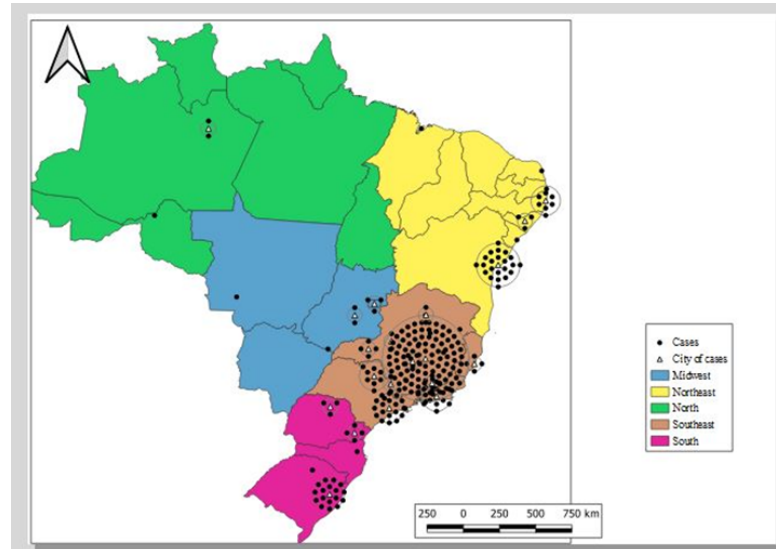 Cases
City of cases
Midwest
Northeast
North
Southeast
South
250 0 250 500 750 km